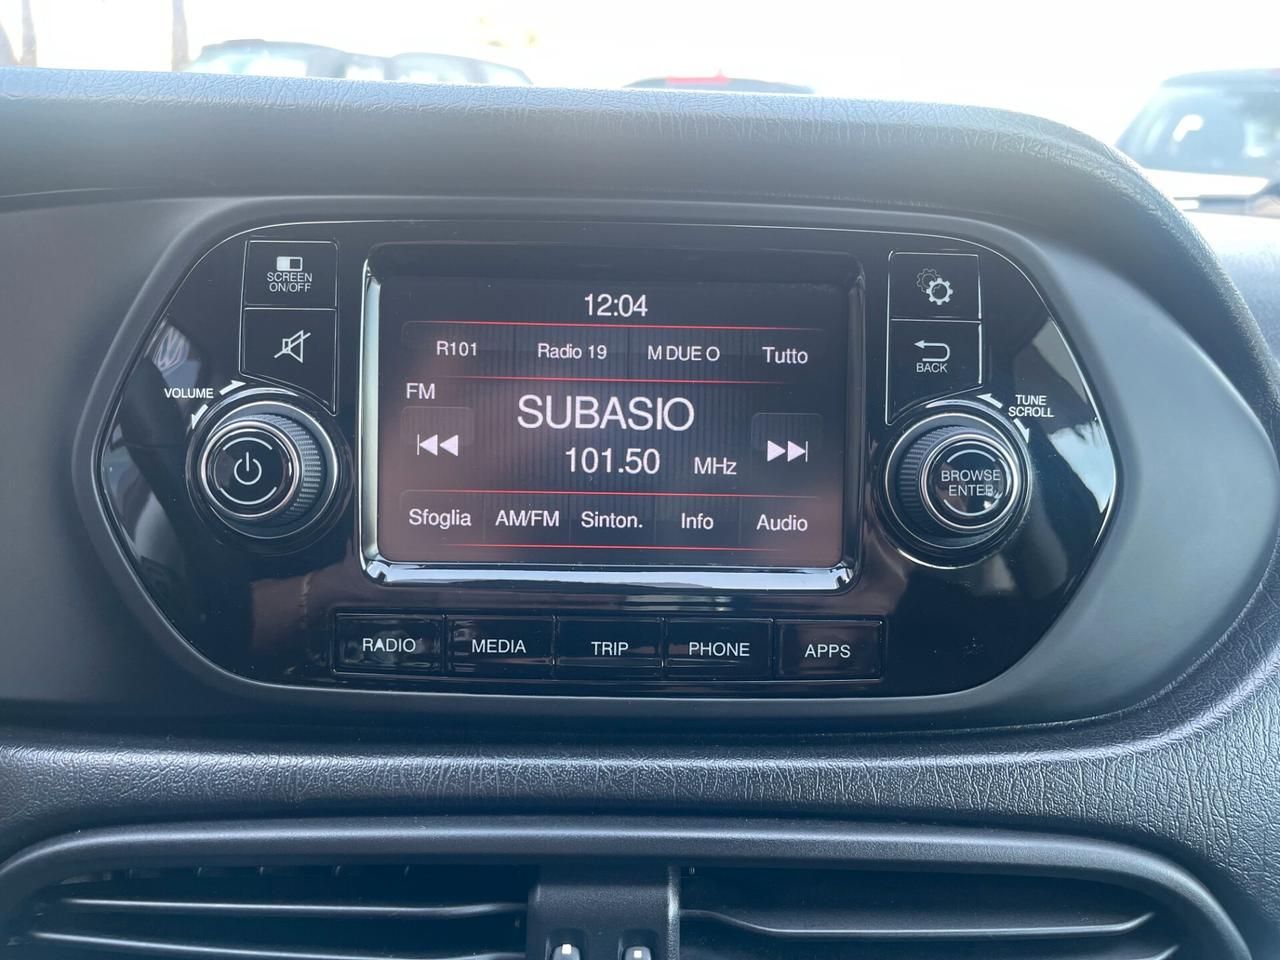 SCREEN
ON/OFF
VOLUME
12:04
R101 Radio 19 M DUE O Tutto
FM
SUBASIO
101.50 MHz
Sfoglia AM/FM Sinton. Info Audio
BACK
TUNE
SCROLL
BROWSE
ENTER
RADIO MEDIA TRIP PHONE APPS